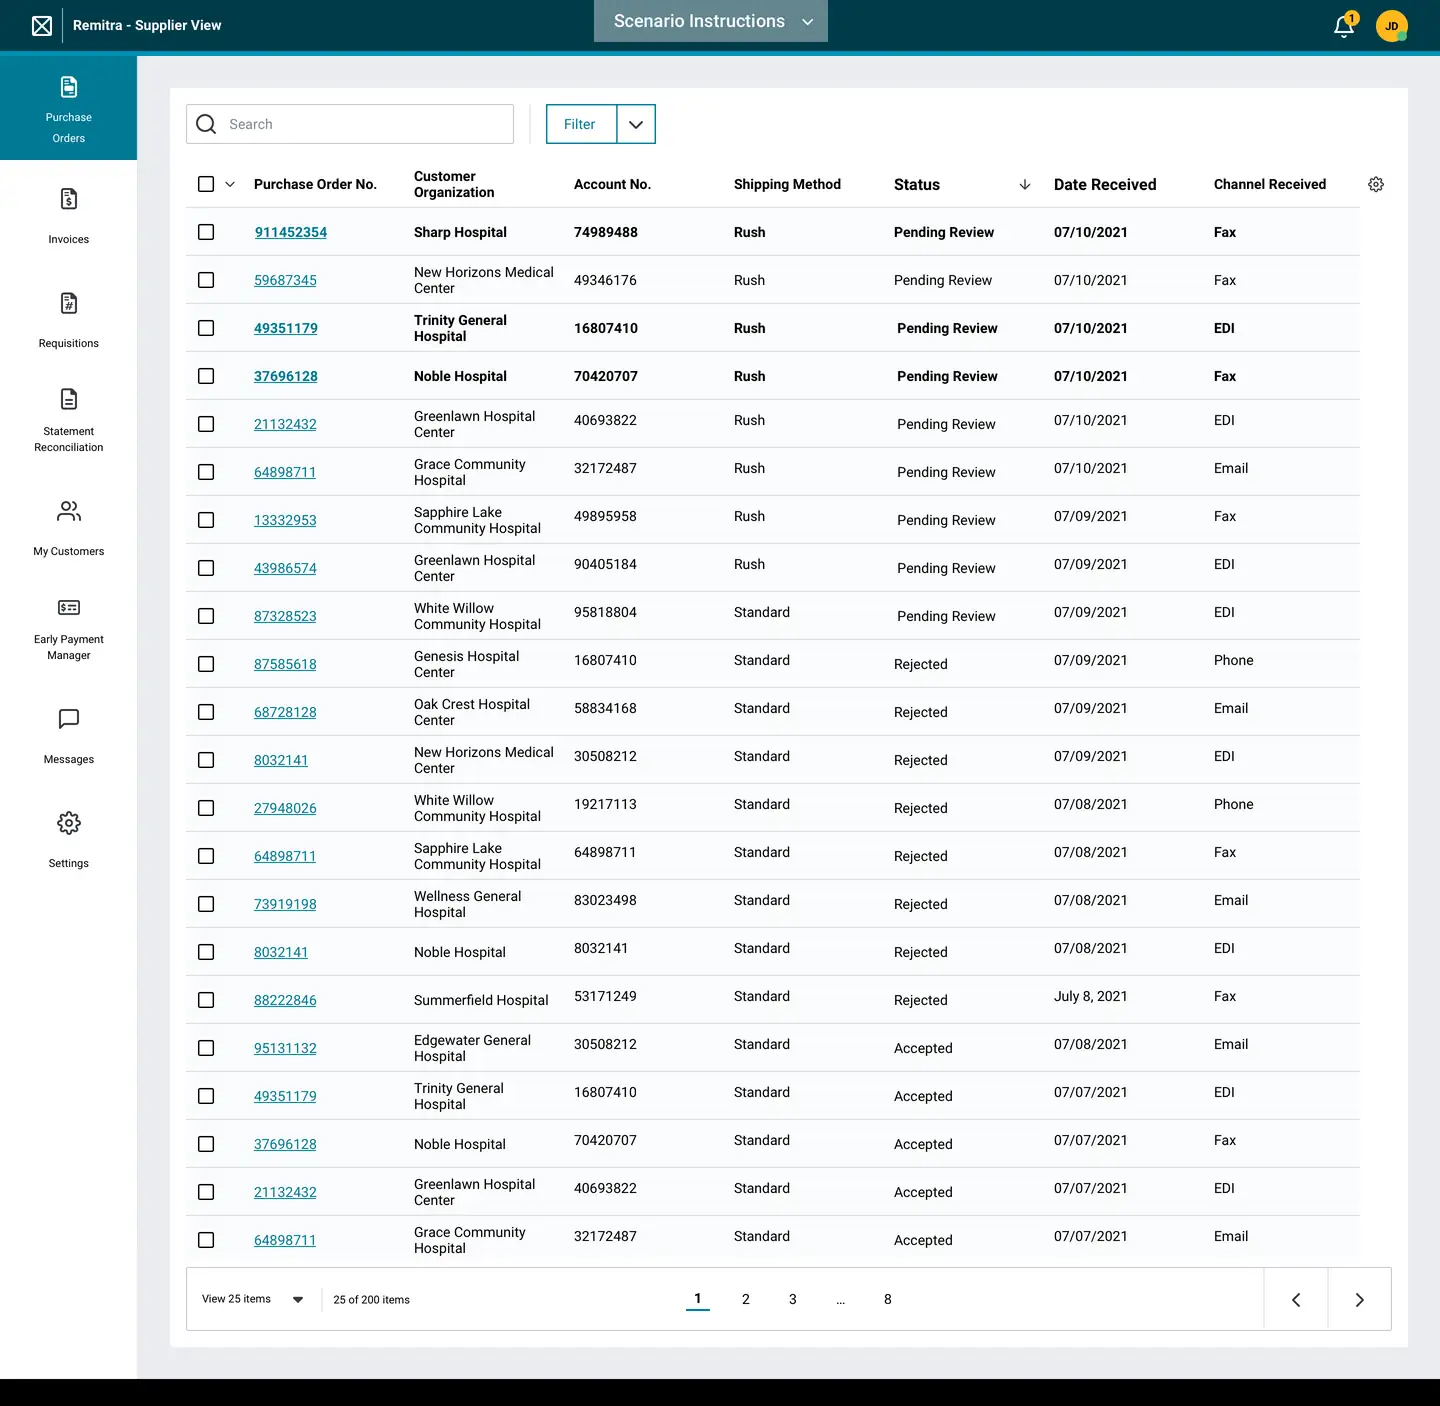 Remitra - Supplier View
Scenario Instructions
1
JD
Purchase
Orders
Invoices
Requisitions
Statement
Reconciliation
My Customers
Early Payment
Manager
Messages
Settings
Search
Filter
Purchase Order No. Customer Organization Account No. Shipping Method Status Date Received Channel Received
911452354 Sharp Hospital 74989488 Rush Pending Review 07/10/2021 Fax
59687345 New Horizons Medical Center 49346176 Rush Pending Review 07/10/2021 Fax
49351179 Trinity General Hospital 16807410 Rush Pending Review 07/10/2021 EDI
37696128 Noble Hospital 70420707 Rush Pending Review 07/10/2021 Fax
21132432 Greenlawn Hospital Center 40693822 Rush Pending Review 07/10/2021 EDI
64898711 Grace Community Hospital 32172487 Rush Pending Review 07/10/2021 Email
13332953 Sapphire Lake Community Hospital 49895958 Rush Pending Review 07/09/2021 Fax
43986574 Greenlawn Hospital Center 90405184 Rush Pending Review 07/09/2021 EDI
87328523 White Willow Community Hospital 95818804 Standard Pending Review 07/09/2021 EDI
87585618 Genesis Hospital Center 16807410 Standard Rejected 07/09/2021 Phone
68728128 Oak Crest Hospital Center 58834168 Standard Rejected 07/09/2021 Email
8032141 New Horizons Medical Center 30508212 Standard Rejected 07/09/2021 EDI
27948026 White Willow Community Hospital 19217113 Standard Rejected 07/08/2021 Phone
64898711 Sapphire Lake Community Hospital 64898711 Standard Rejected 07/08/2021 Fax
73919198 Wellness General Hospital 83023498 Standard Rejected 07/08/2021 Email
8032141 Noble Hospital 8032141 Standard Rejected 07/08/2021 EDI
88222846 Summerfield Hospital 53171249 Standard Rejected July 8, 2021 Fax
95131132 Edgewater General Hospital 30508212 Standard Accepted 07/08/2021 Email
49351179 Trinity General Hospital 16807410 Standard Accepted 07/07/2021 EDI
37696128 Noble Hospital 70420707 Standard Accepted 07/07/2021 Fax
21132432 Greenlawn Hospital Center 40693822 Standard Accepted 07/07/2021 EDI
64898711 Grace Community Hospital 32172487 Standard Accepted 07/07/2021 Email
View 25 items 25 of 200 items 1 2 3 ... 8